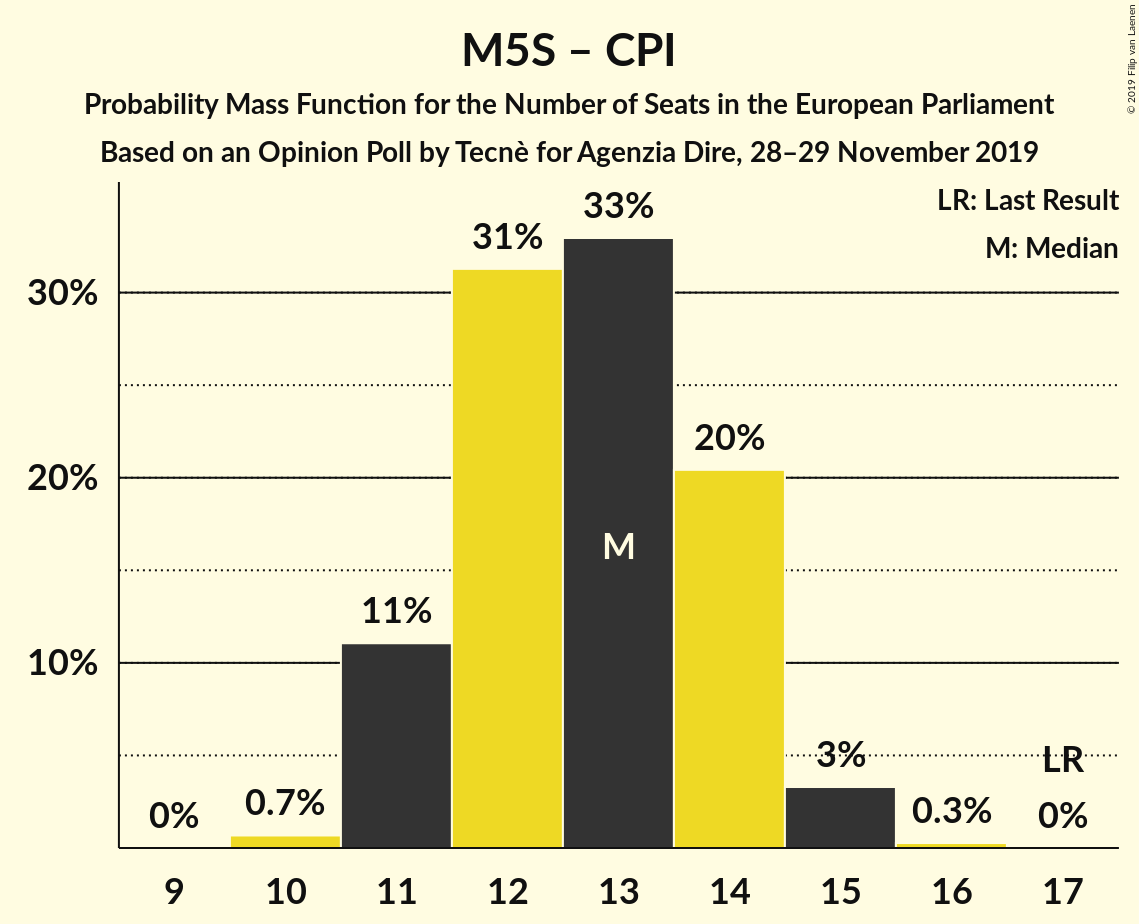 M5S – CPI
Probability Mass Function for the Number of Seats in the European Parliament
Based on an Opinion Poll by Tecnè for Agenzia Dire, 28–29 November 2019
© 2019 Filip van Laenen
LR: Last Result
M: Median
33%
31%
30%
20%
20%
M
11%
10%
3%
LR
0%
0.7%
0.3%
0%
9 10 11 12 13 14 15 16 17